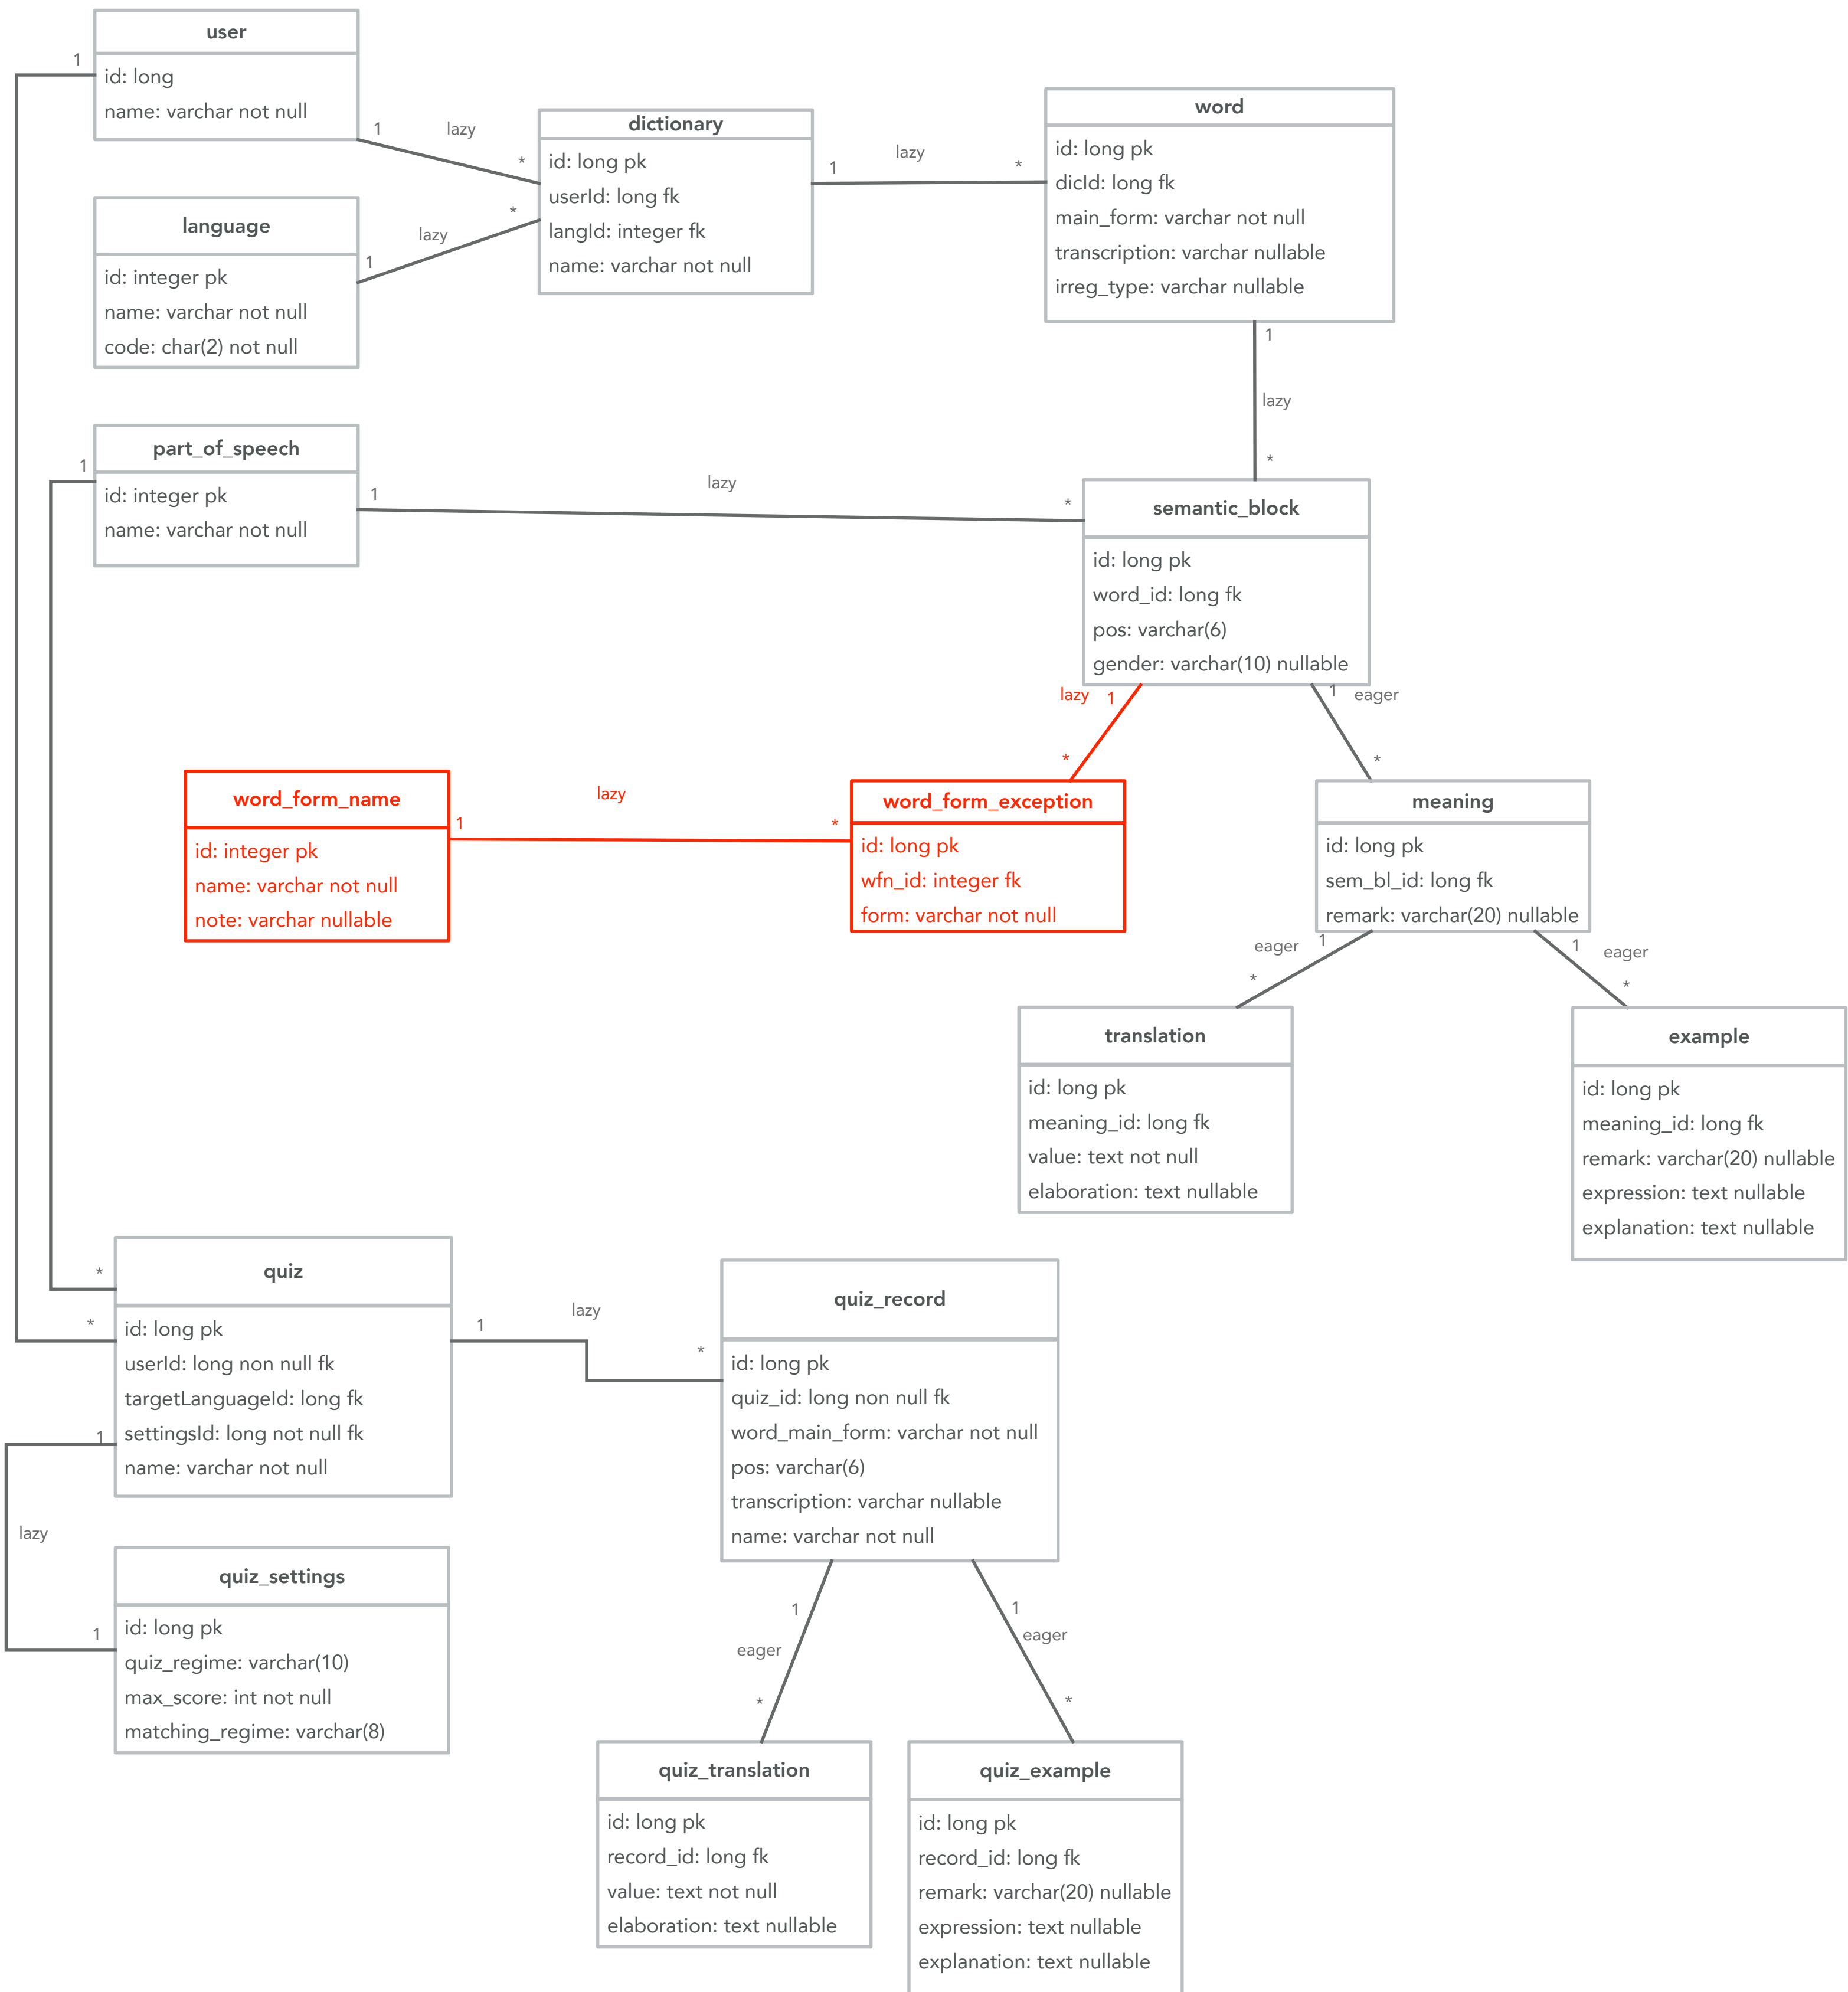 user
id: long
name: varchar not null
1
1
lazy
*
language
id: integer pk
name: varchar not null
code: char(2) not null
1
lazy
*
dictionary
id: long pk
userId: long fk
langId: integer fk
name: varchar not null
1
lazy
*
word
id: long pk
dicId: long fk
main_form: varchar not null
transcription: varchar nullable
irreg_type: varchar nullable
1
lazy
*
part_of_speech
id: integer pk
name: varchar not null
1
1
lazy
*
semantic_block
id: long pk
word_id: long fk
pos: varchar(6)
gender: varchar(10) nullable
lazy
1
*
1
eager
*
word_form_name
id: integer pk
name: varchar not null
note: varchar nullable
1
lazy
*
word_form_exception
id: long pk
wfn_id: integer fk
form: varchar not null
meaning
id: long pk
sem_bl_id: long fk
remark: varchar(20) nullable
eager
1
*
1
eager
*
translation
id: long pk
meaning_id: long fk
value: text not null
elaboration: text nullable
example
id: long pk
meaning_id: long fk
remark: varchar(20) nullable
expression: text nullable
explanation: text nullable
*
*
quiz
id: long pk
userId: long non null fk
targetLanguageId: long fk
settingsId: long not null fk
name: varchar not null
1
lazy
*
1
lazy
1
quiz_record
id: long pk
quiz_id: long non null fk
word_main_form: varchar not null
pos: varchar(6)
transcription: varchar nullable
name: varchar not null
quiz_settings
id: long pk
quiz_regime: varchar(10)
max_score: int not null
matching_regime: varchar(8)
1
eager
*
1
eager
*
quiz_translation
id: long pk
record_id: long fk
value: text not null
elaboration: text nullable
quiz_example
id: long pk
record_id: long fk
remark: varchar(20) nullable
expression: text nullable
explanation: text nullable